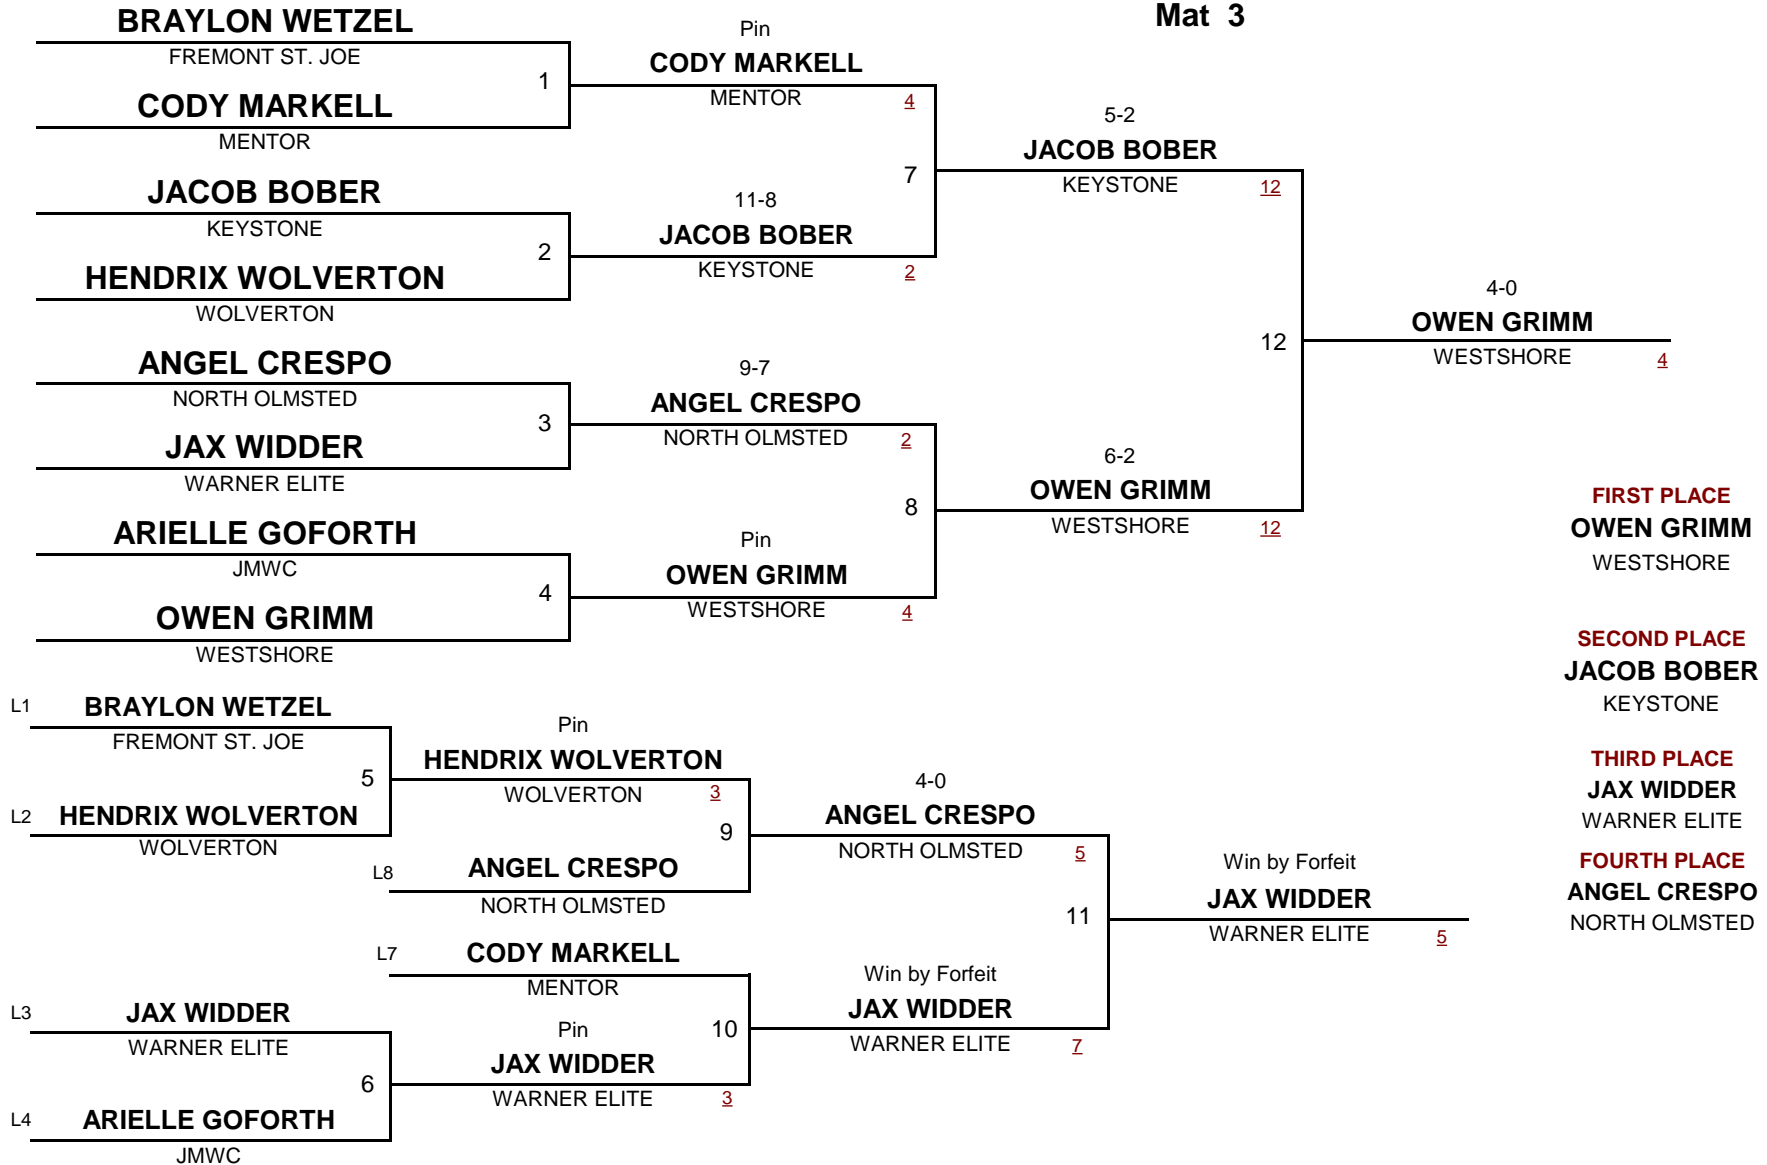 Mat 3
BRAYLON WETZEL
FREMONT ST. JOE
1
CODY MARKELL
MENTOR
JACOB BOBER
KEYSTONE
2
HENDRIX WOLVERTON
WOLVERTON
ANGEL CRESPO
NORTH OLMSTED
3
JAX WIDDER
WARNER ELITE
ARIELLE GOFORTH
JMWC
4
OWEN GRIMM
WESTSHORE
Pin
CODY MARKELL
MENTOR 4
7
11-8
JACOB BOBER
KEYSTONE 2
9-7
ANGEL CRESPO
NORTH OLMSTED 2
8
Pin
OWEN GRIMM
WESTSHORE 4
5-2
JACOB BOBER
KEYSTONE 12
12
6-2
OWEN GRIMM
WESTSHORE 12
4-0
OWEN GRIMM
WESTSHORE 4
L1 BRAYLON WETZEL
FREMONT ST. JOE
5
L2 HENDRIX WOLVERTON
WOLVERTON
Pin
HENDRIX WOLVERTON
WOLVERTON 3
9
L8 ANGEL CRESPO
NORTH OLMSTED
L7 CODY MARKELL
MENTOR
10
L3 JAX WIDDER
WARNER ELITE
6
L4 ARIELLE GOFORTH
JMWC
Pin
JAX WIDDER
WARNER ELITE 3
4-0
ANGEL CRESPO
NORTH OLMSTED 5
11
Win by Forfeit
JAX WIDDER
WARNER ELITE 7
Win by Forfeit
JAX WIDDER
WARNER ELITE 5
FIRST PLACE
OWEN GRIMM
WESTSHORE
SECOND PLACE
JACOB BOBER
KEYSTONE
THIRD PLACE
JAX WIDDER
WARNER ELITE
FOURTH PLACE
ANGEL CRESPO
NORTH OLMSTED